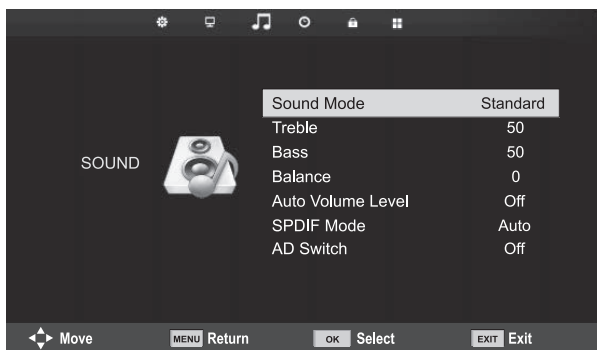 Sound Mode Standard
Treble 50
Bass 50
SOUND
Balance 0
Auto Volume Level Off
SPDIF Mode Auto
AD Switch Off
Move MENU Return OK Select EXIT Exit